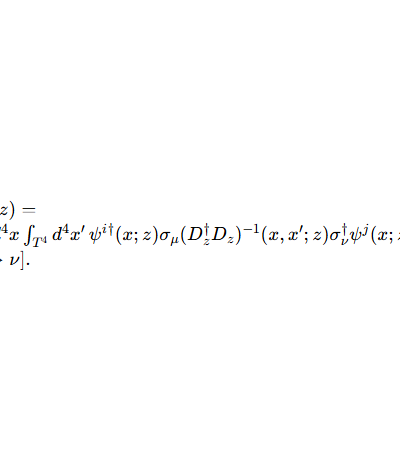 z) =
⁴x ∫_{T⁴} d⁴x′ ψ^{i†}(x; z)σ_μ(D_z^†D_z)^{−1}(x, x′; z)σ_ν^†ψ^j(x;
ν].